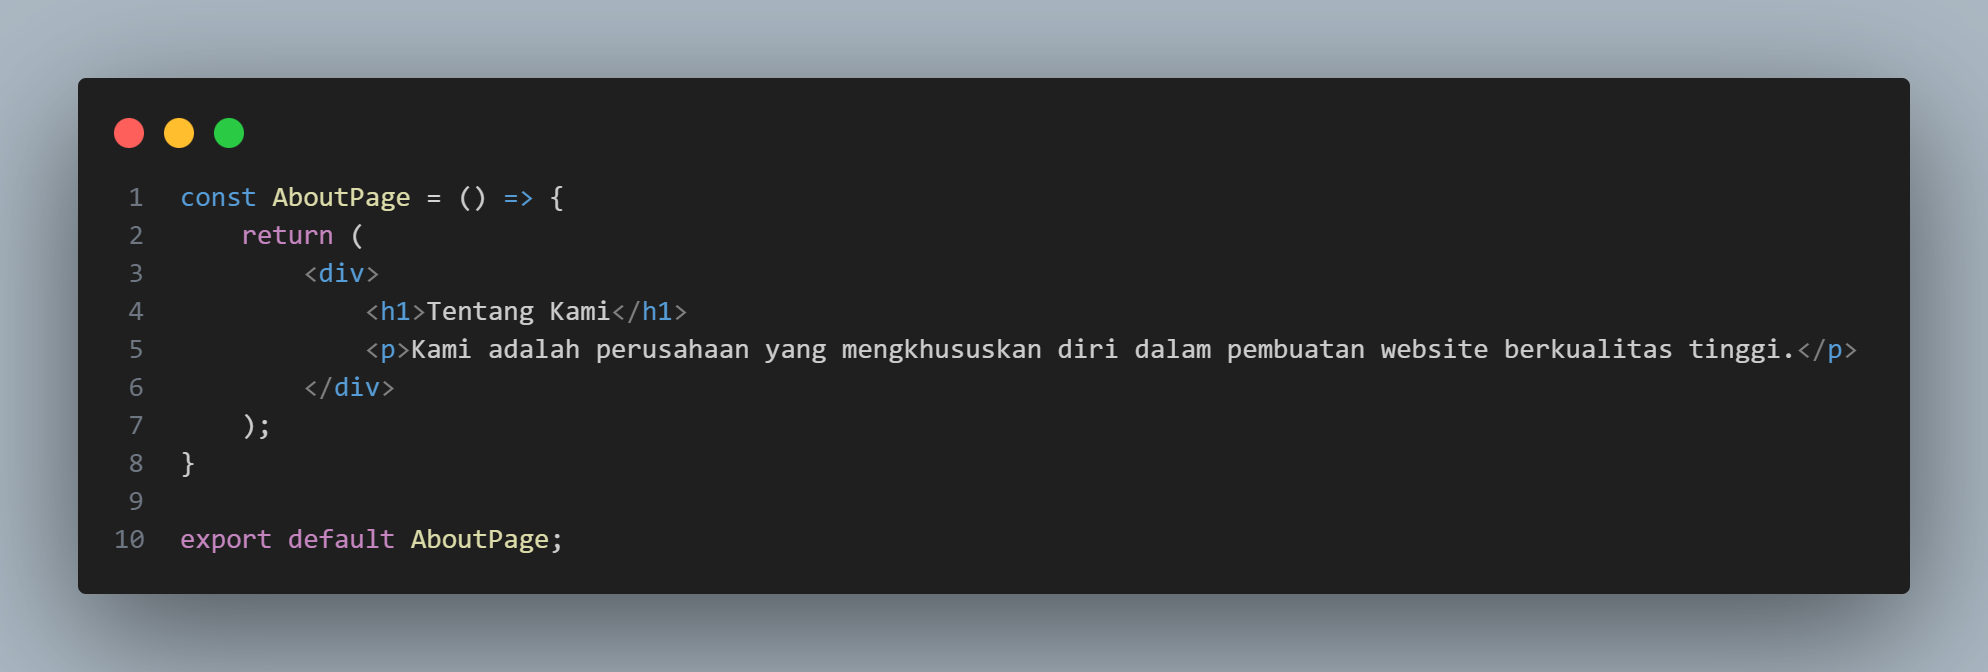 1 const AboutPage = () => {
2     return (
3         <div>
4             <h1>Tentang Kami</h1>
5             <p>Kami adalah perusahaan yang mengkhususkan diri dalam pembuatan website berkualitas tinggi.</p>
6         </div>
7     );
8 }
9
10 export default AboutPage;